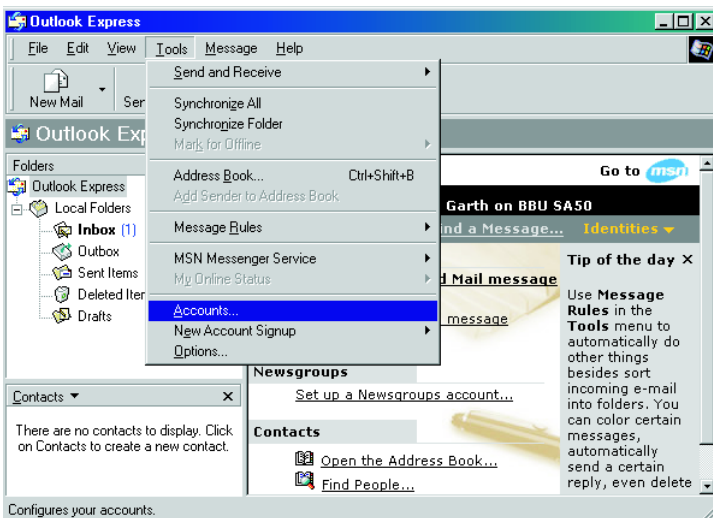 Outlook Express
File Edit View Tools Message Help
New Mail
Ser
Outlook Exp
Send and Receive
Synchronize All
Synchronize Folder
Mark for Offline
Address Book... Ctrl+Shift+B
Add Sender to Address Book
Message Rules
MSN Messenger Service
My Online Status
Accounts...
New Account Signup
Options...
Folders
Outlook Express
Local Folders
Inbox (1)
Outbox
Sent Items
Deleted Iter
Drafts
Contacts
There are no contacts to display. Click
on Contacts to create a new contact.
Go to msn
Garth on BBU SA50
ind a Message... Identities
d Mail message
message
Newsgroups
Set up a Newsgroups account...
Contacts
Open the Address Book...
Find People...
Tip of the day X
Use Message
Rules in the
Tools menu to
automatically do
other things
besides sort
incoming e-mail
into folders. You
can color certain
messages,
automatically
send a certain
reply, even delete
Configures your accounts.